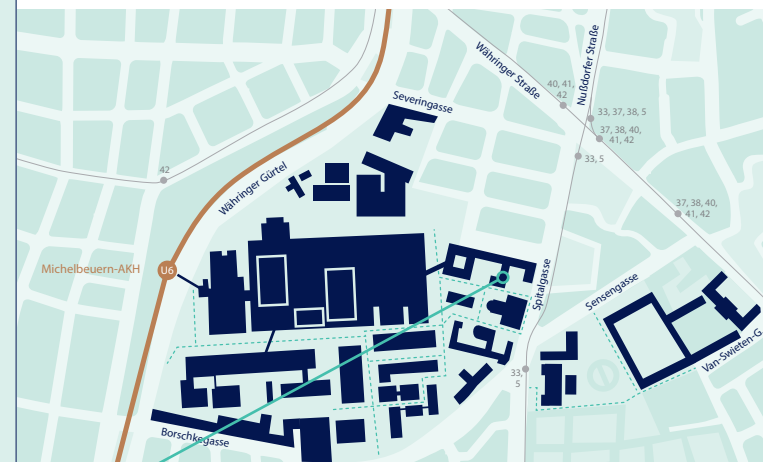 Währinger Straße
Nußdorfer Straße
40, 41,
42
Severingasse
33, 37, 38, 5
37, 38, 40,
41, 42
33, 5
42
Währinger Gürtel
37, 38, 40,
41, 42
Michelbeuern-AKH
U6
Spitalgasse
Sensengasse
Van-Swieten-G
33,
5
Borschkegasse